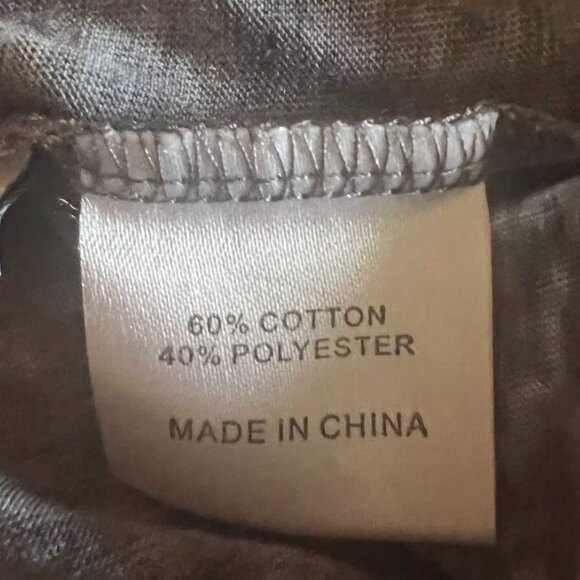 60% COTTON
40% POLYESTER
MADE IN CHINA